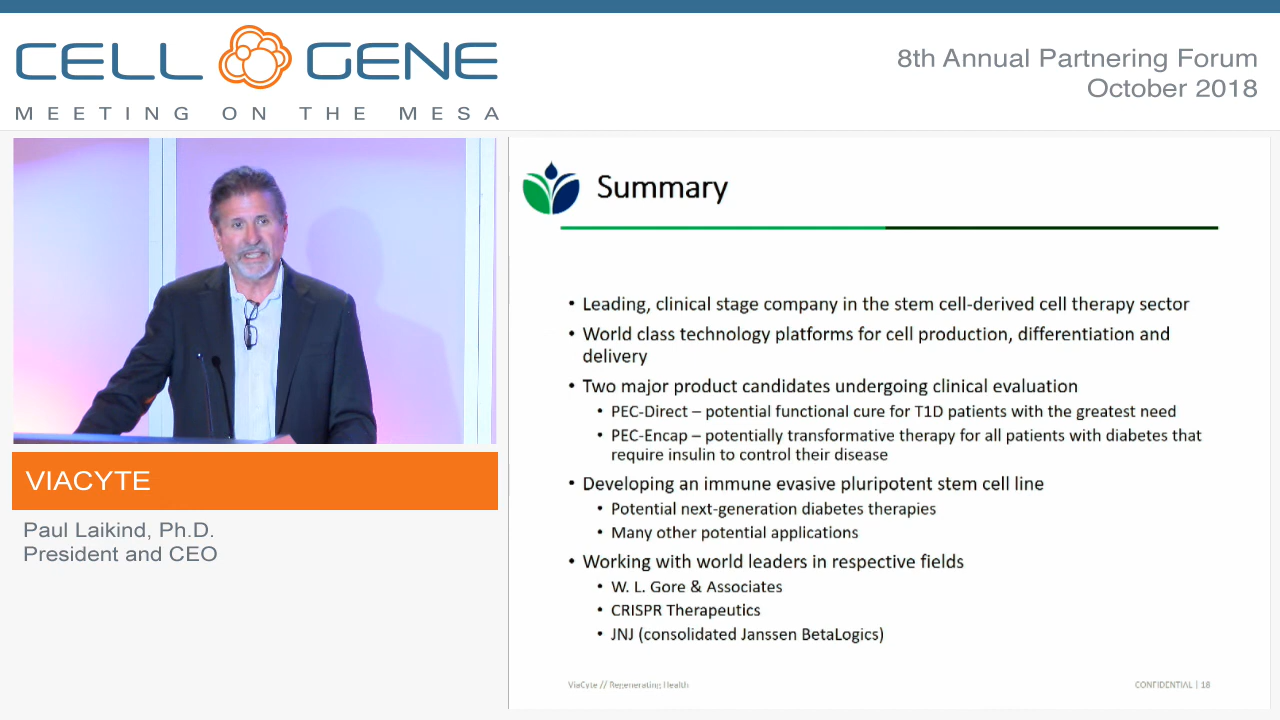 CELL GENE
MEETING ON THE MESA
8th Annual Partnering Forum
October 2018
VIACYTE
Paul Laikind, Ph.D.
President and CEO
Summary
• Leading, clinical stage company in the stem cell-derived cell therapy sector
• World class technology platforms for cell production, differentiation and
delivery
• Two major product candidates undergoing clinical evaluation
• PEC-Direct – potential functional cure for T1D patients with the greatest need
• PEC-Encap – potentially transformative therapy for all patients with diabetes that
require insulin to control their disease
• Developing an immune evasive pluripotent stem cell line
• Potential next-generation diabetes therapies
• Many other potential applications
• Working with world leaders in respective fields
• W. L. Gore & Associates
• CRISPR Therapeutics
• JNJ (consolidated Janssen BetaLogics)
ViaCyte // Regenerating Health
CONFIDENTIAL | 18